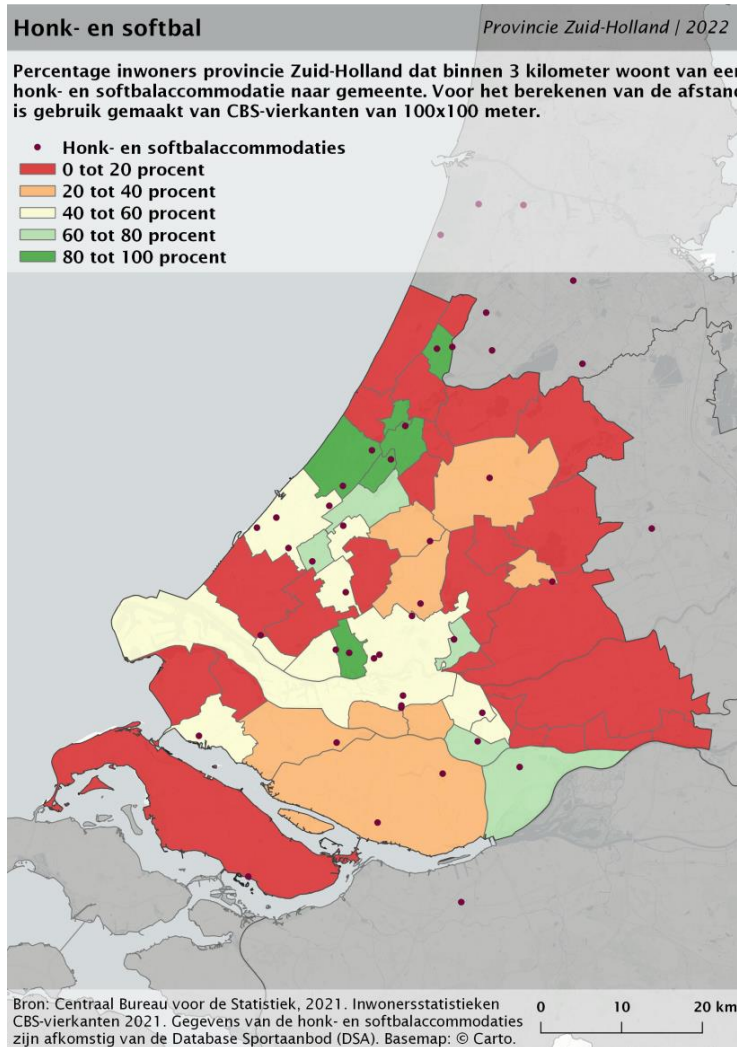 Honk- en softbal
Provincie Zuid-Holland | 2022
Percentage inwoners provincie Zuid-Holland dat binnen 3 kilometer woont van een
honk- en softbalaccommodatie naar gemeente. Voor het berekenen van de afstand
is gebruik gemaakt van CBS-vierkanten van 100x100 meter.
Honk- en softbalaccommodaties
0 tot 20 procent
20 tot 40 procent
40 tot 60 procent
60 tot 80 procent
80 tot 100 procent
Bron: Centraal Bureau voor de Statistiek, 2021. Inwonersstatistieken
CBS-vierkanten 2021. Gegevens van de honk- en softbalaccommodaties
zijn afkomstig van de Database Sportaanbod (DSA). Basemap: © Carto.
0 10 20 km